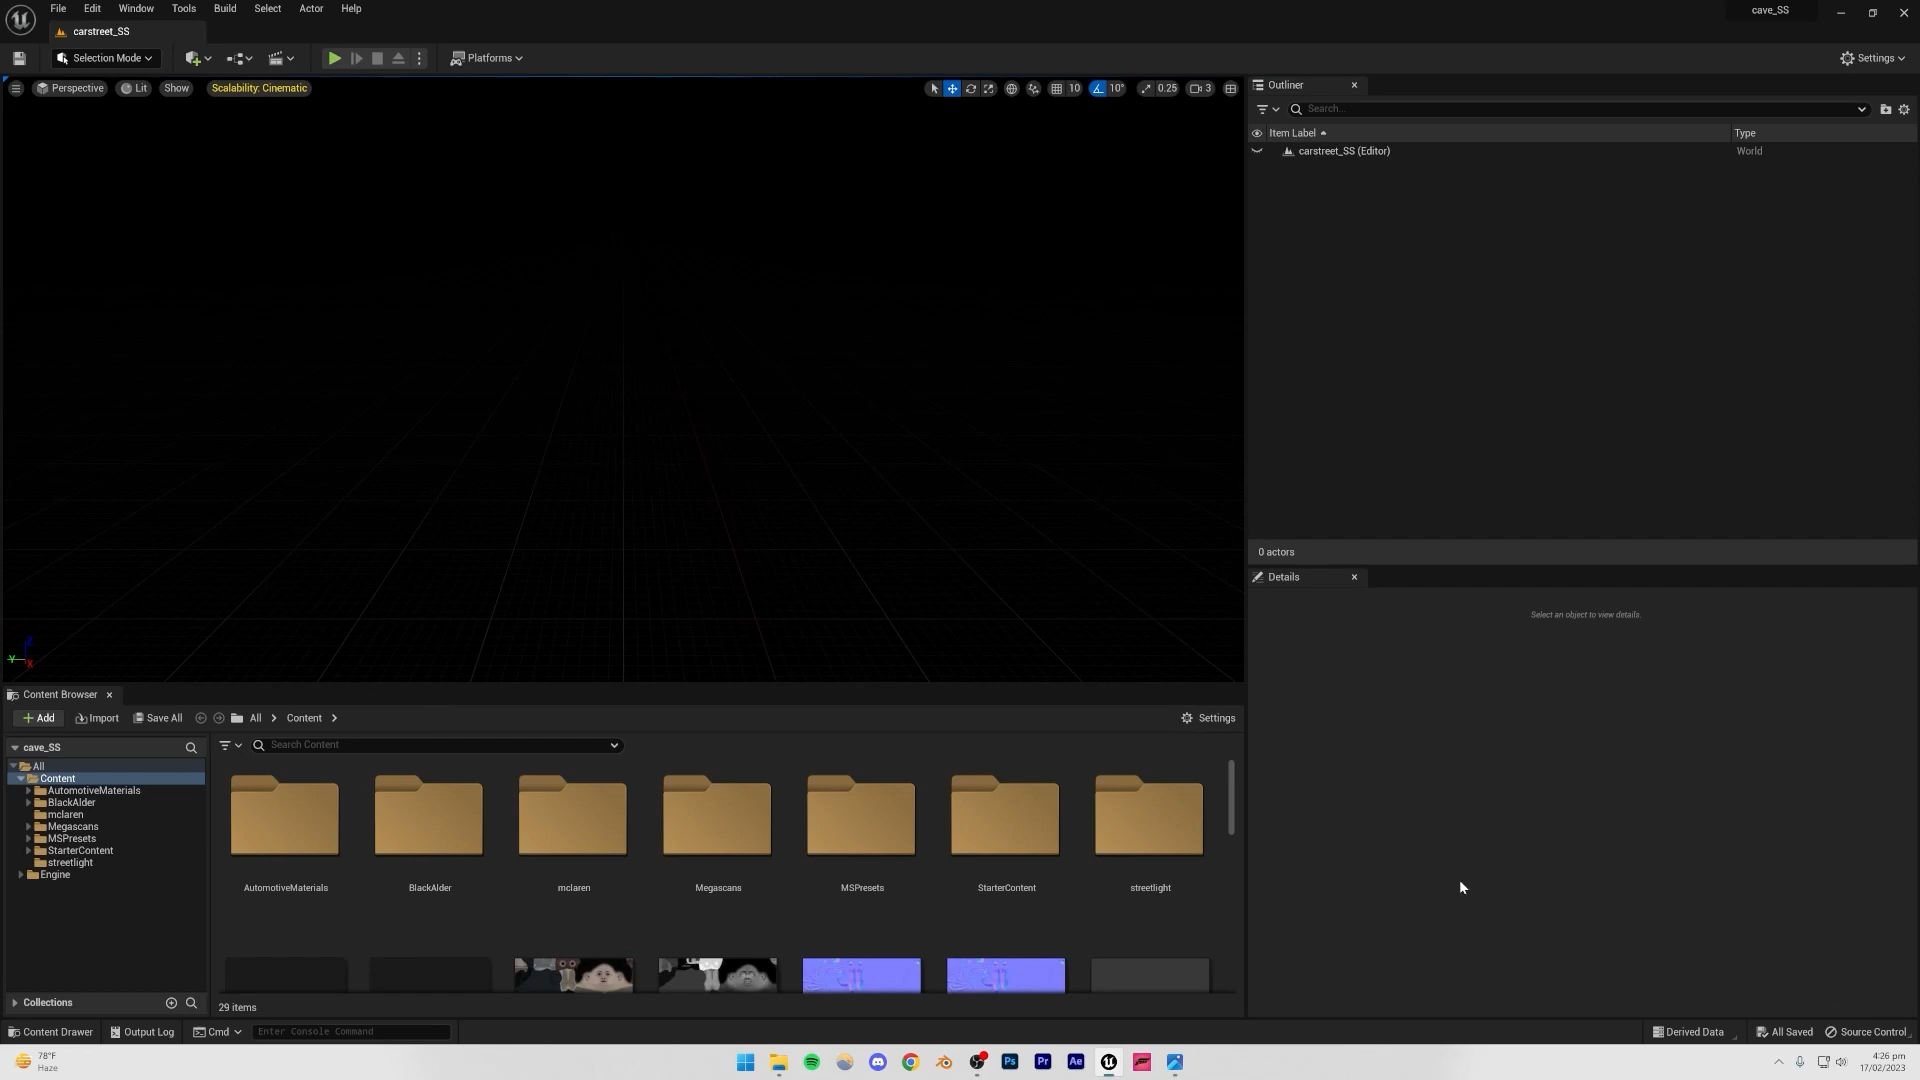 File Edit Window Tools Build Select Actor Help
cave_SS
carstreet_SS
Selection Mode
Platforms
Settings
Perspective Lit Show Scalability: Cinematic
10 10° 0.25 3
Outliner
Search...
Item Label Type
carstreet_SS (Editor) World
0 actors
Details
Select an object to view details.
Y
X
Content Browser
Add Import Save All All Content Settings
cave_SS
Search Content
All
Content
AutomotiveMaterials
BlackAlder
mclaren
Megascans
MSPresets
StarterContent
streetlight
Engine
AutomotiveMaterials BlackAlder mclaren Megascans MSPresets StarterContent streetlight
Collections
29 items
Content Drawer Output Log Cmd Enter Console Command Derived Data All Saved Source Control
78°F
Haze
Ps Pr Ae
4:26 pm
17/02/2023